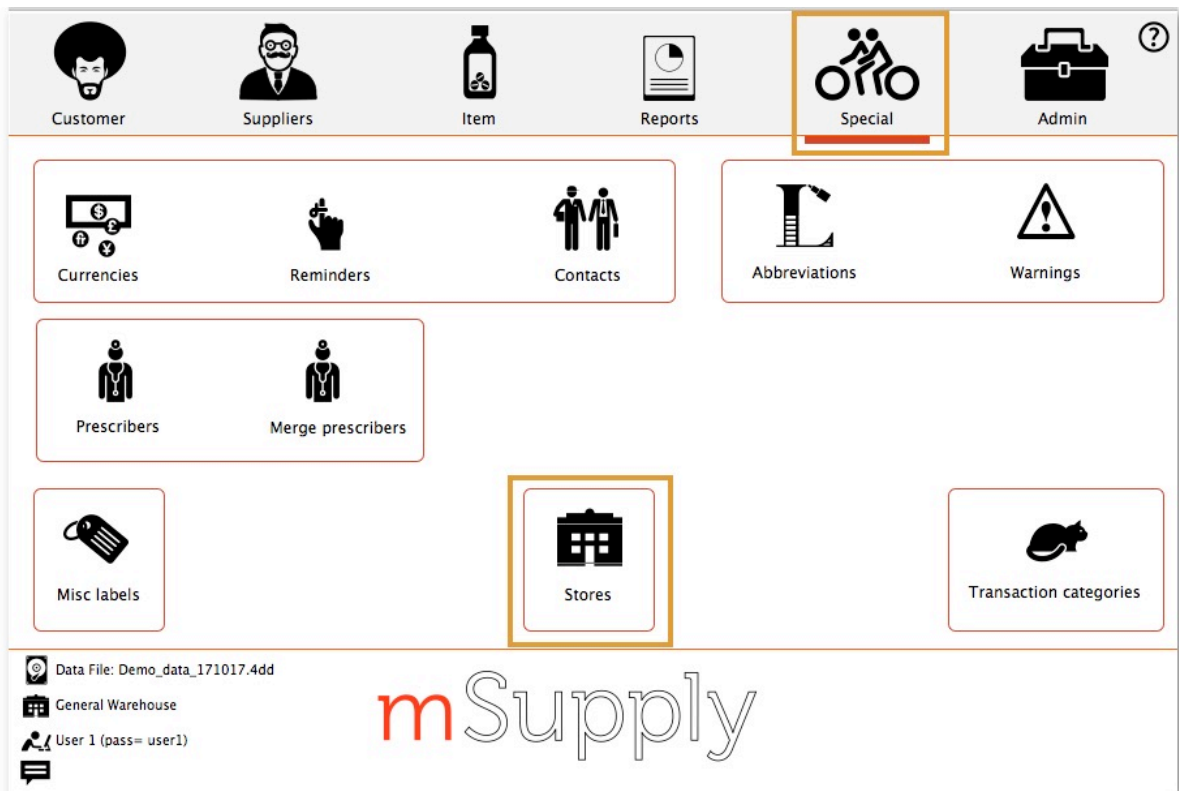 ?
Customer Suppliers Item Reports Special Admin
Currencies Reminders Contacts Abbreviations Warnings
Prescribers Merge prescribers
Misc labels Stores Transaction categories
Data File: Demo_data_171017.4dd
General Warehouse
User 1 (pass= user1)
mSupply